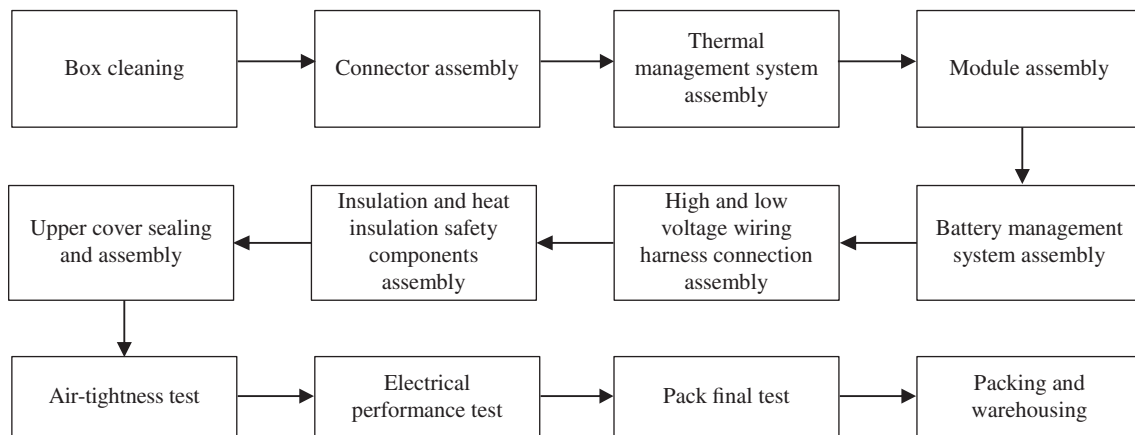 Box cleaning
Connector assembly
Thermal
management system
assembly
Module assembly
Battery management
system assembly
High and low
voltage wiring
harness connection
assembly
Insulation and heat
insulation safety
components
assembly
Upper cover sealing
and assembly
Air-tightness test
Electrical
performance test
Pack final test
Packing and
warehousing